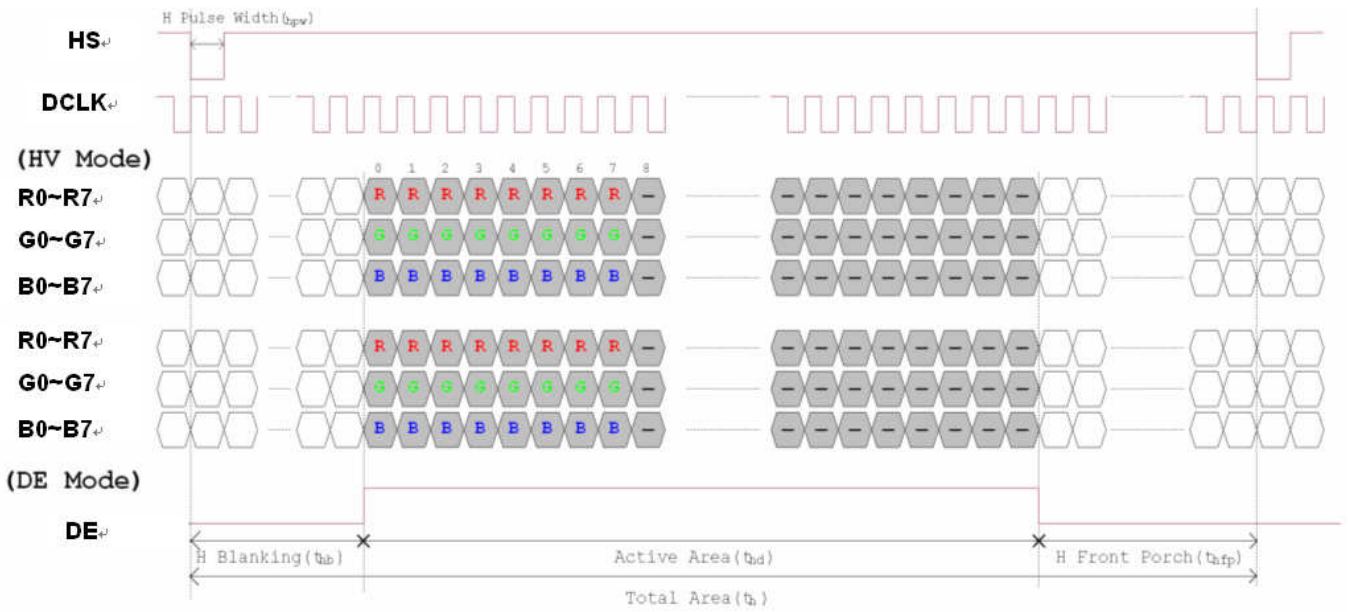 H Pulse Width(thpw)
HS
DCLK
(HV Mode)
0 1 2 3 4 5 6 7 8
R0~R7 R R R R R R R R — — — — — — — — —
G0~G7 G G G G G G G G — — — — — — — — —
B0~B7 B B B B B B B B — — — — — — — — —
R0~R7 R R R R R R R R — — — — — — — — —
G0~G7 G G G G G G G G — — — — — — — — —
B0~B7 B B B B B B B B — — — — — — — — —
(DE Mode)
DE
H Blanking(thb) Active Area(thd) H Front Porch(thfp)
Total Area(th)